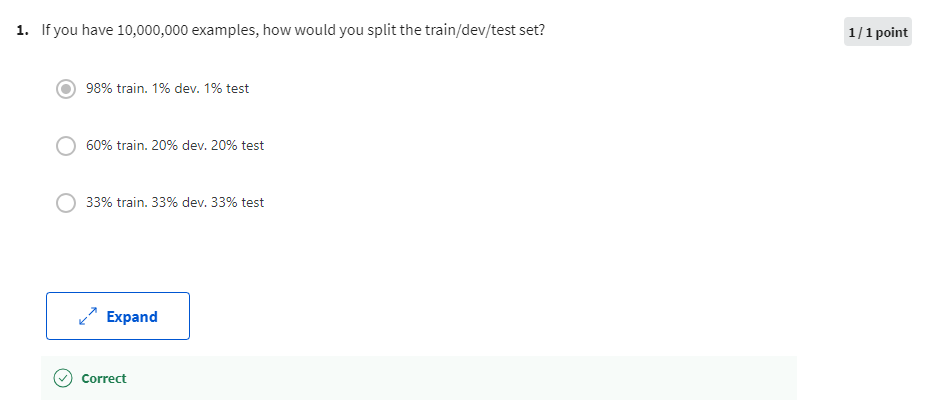 1. If you have 10,000,000 examples, how would you split the train/dev/test set?
1 / 1 point
98% train. 1% dev. 1% test
60% train. 20% dev. 20% test
33% train. 33% dev. 33% test
Expand
Correct